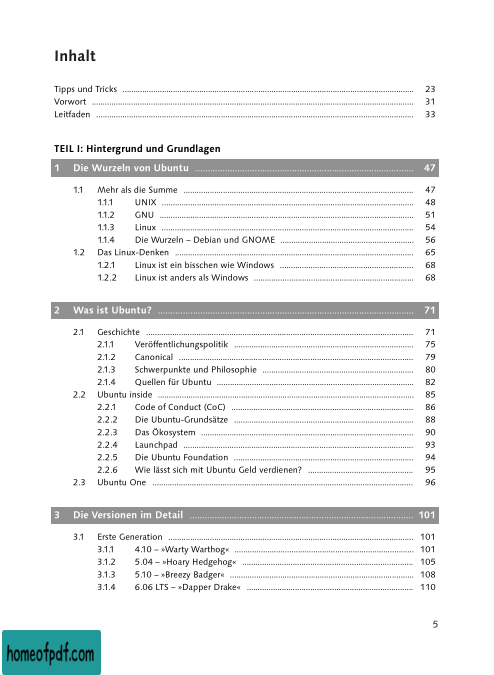 Inhalt
Tipps und Tricks ........ 23
Vorwort ........ 31
Leitfaden ........ 33
TEIL I: Hintergrund und Grundlagen
1 Die Wurzeln von Ubuntu ........ 47
1.1 Mehr als die Summe ........ 47
1.1.1 UNIX ........ 48
1.1.2 GNU ........ 51
1.1.3 Linux ........ 54
1.1.4 Die Wurzeln – Debian und GNOME ........ 56
1.2 Das Linux-Denken ........ 65
1.2.1 Linux ist ein bisschen wie Windows ........ 68
1.2.2 Linux ist anders als Windows ........ 68
2 Was ist Ubuntu? ........ 71
2.1 Geschichte ........ 71
2.1.1 Veröffentlichungspolitik ........ 75
2.1.2 Canonical ........ 79
2.1.3 Schwerpunkte und Philosophie ........ 80
2.1.4 Quellen für Ubuntu ........ 82
2.2 Ubuntu inside ........ 85
2.2.1 Code of Conduct (CoC) ........ 86
2.2.2 Die Ubuntu-Grundsätze ........ 88
2.2.3 Das Ökosystem ........ 90
2.2.4 Launchpad ........ 93
2.2.5 Die Ubuntu Foundation ........ 94
2.2.6 Wie lässt sich mit Ubuntu Geld verdienen? ........ 95
2.3 Ubuntu One ........ 96
3 Die Versionen im Detail ........ 101
3.1 Erste Generation ........ 101
3.1.1 4.10 – »Warty Warthog« ........ 101
3.1.2 5.04 – »Hoary Hedgehog« ........ 105
3.1.3 5.10 – »Breezy Badger« ........ 108
3.1.4 6.06 LTS – »Dapper Drake« ........ 110
5
homeofpdf.com